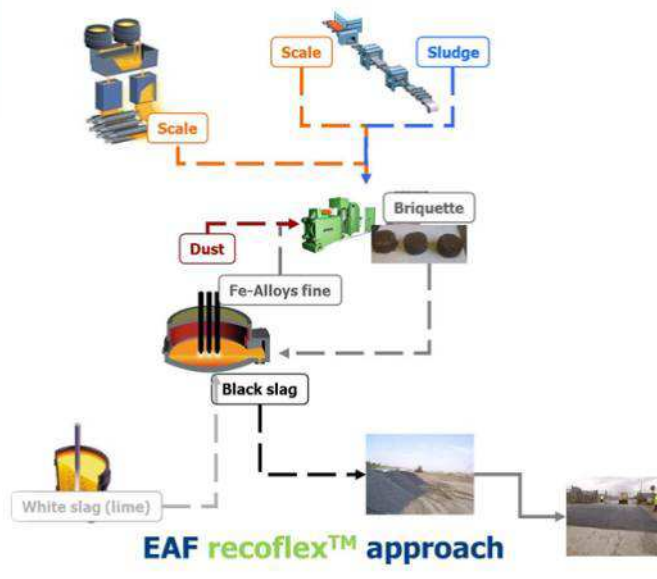 Scale
Sludge
Scale
Briquette
Dust
Fe-Alloys fine
Black slag
White slag (lime)
EAF recoflex™ approach